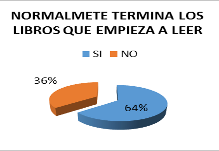 NORMALMETE TERMINA LOS
LIBROS QUE EMPIEZA A LEER
SI NO
36%
64%